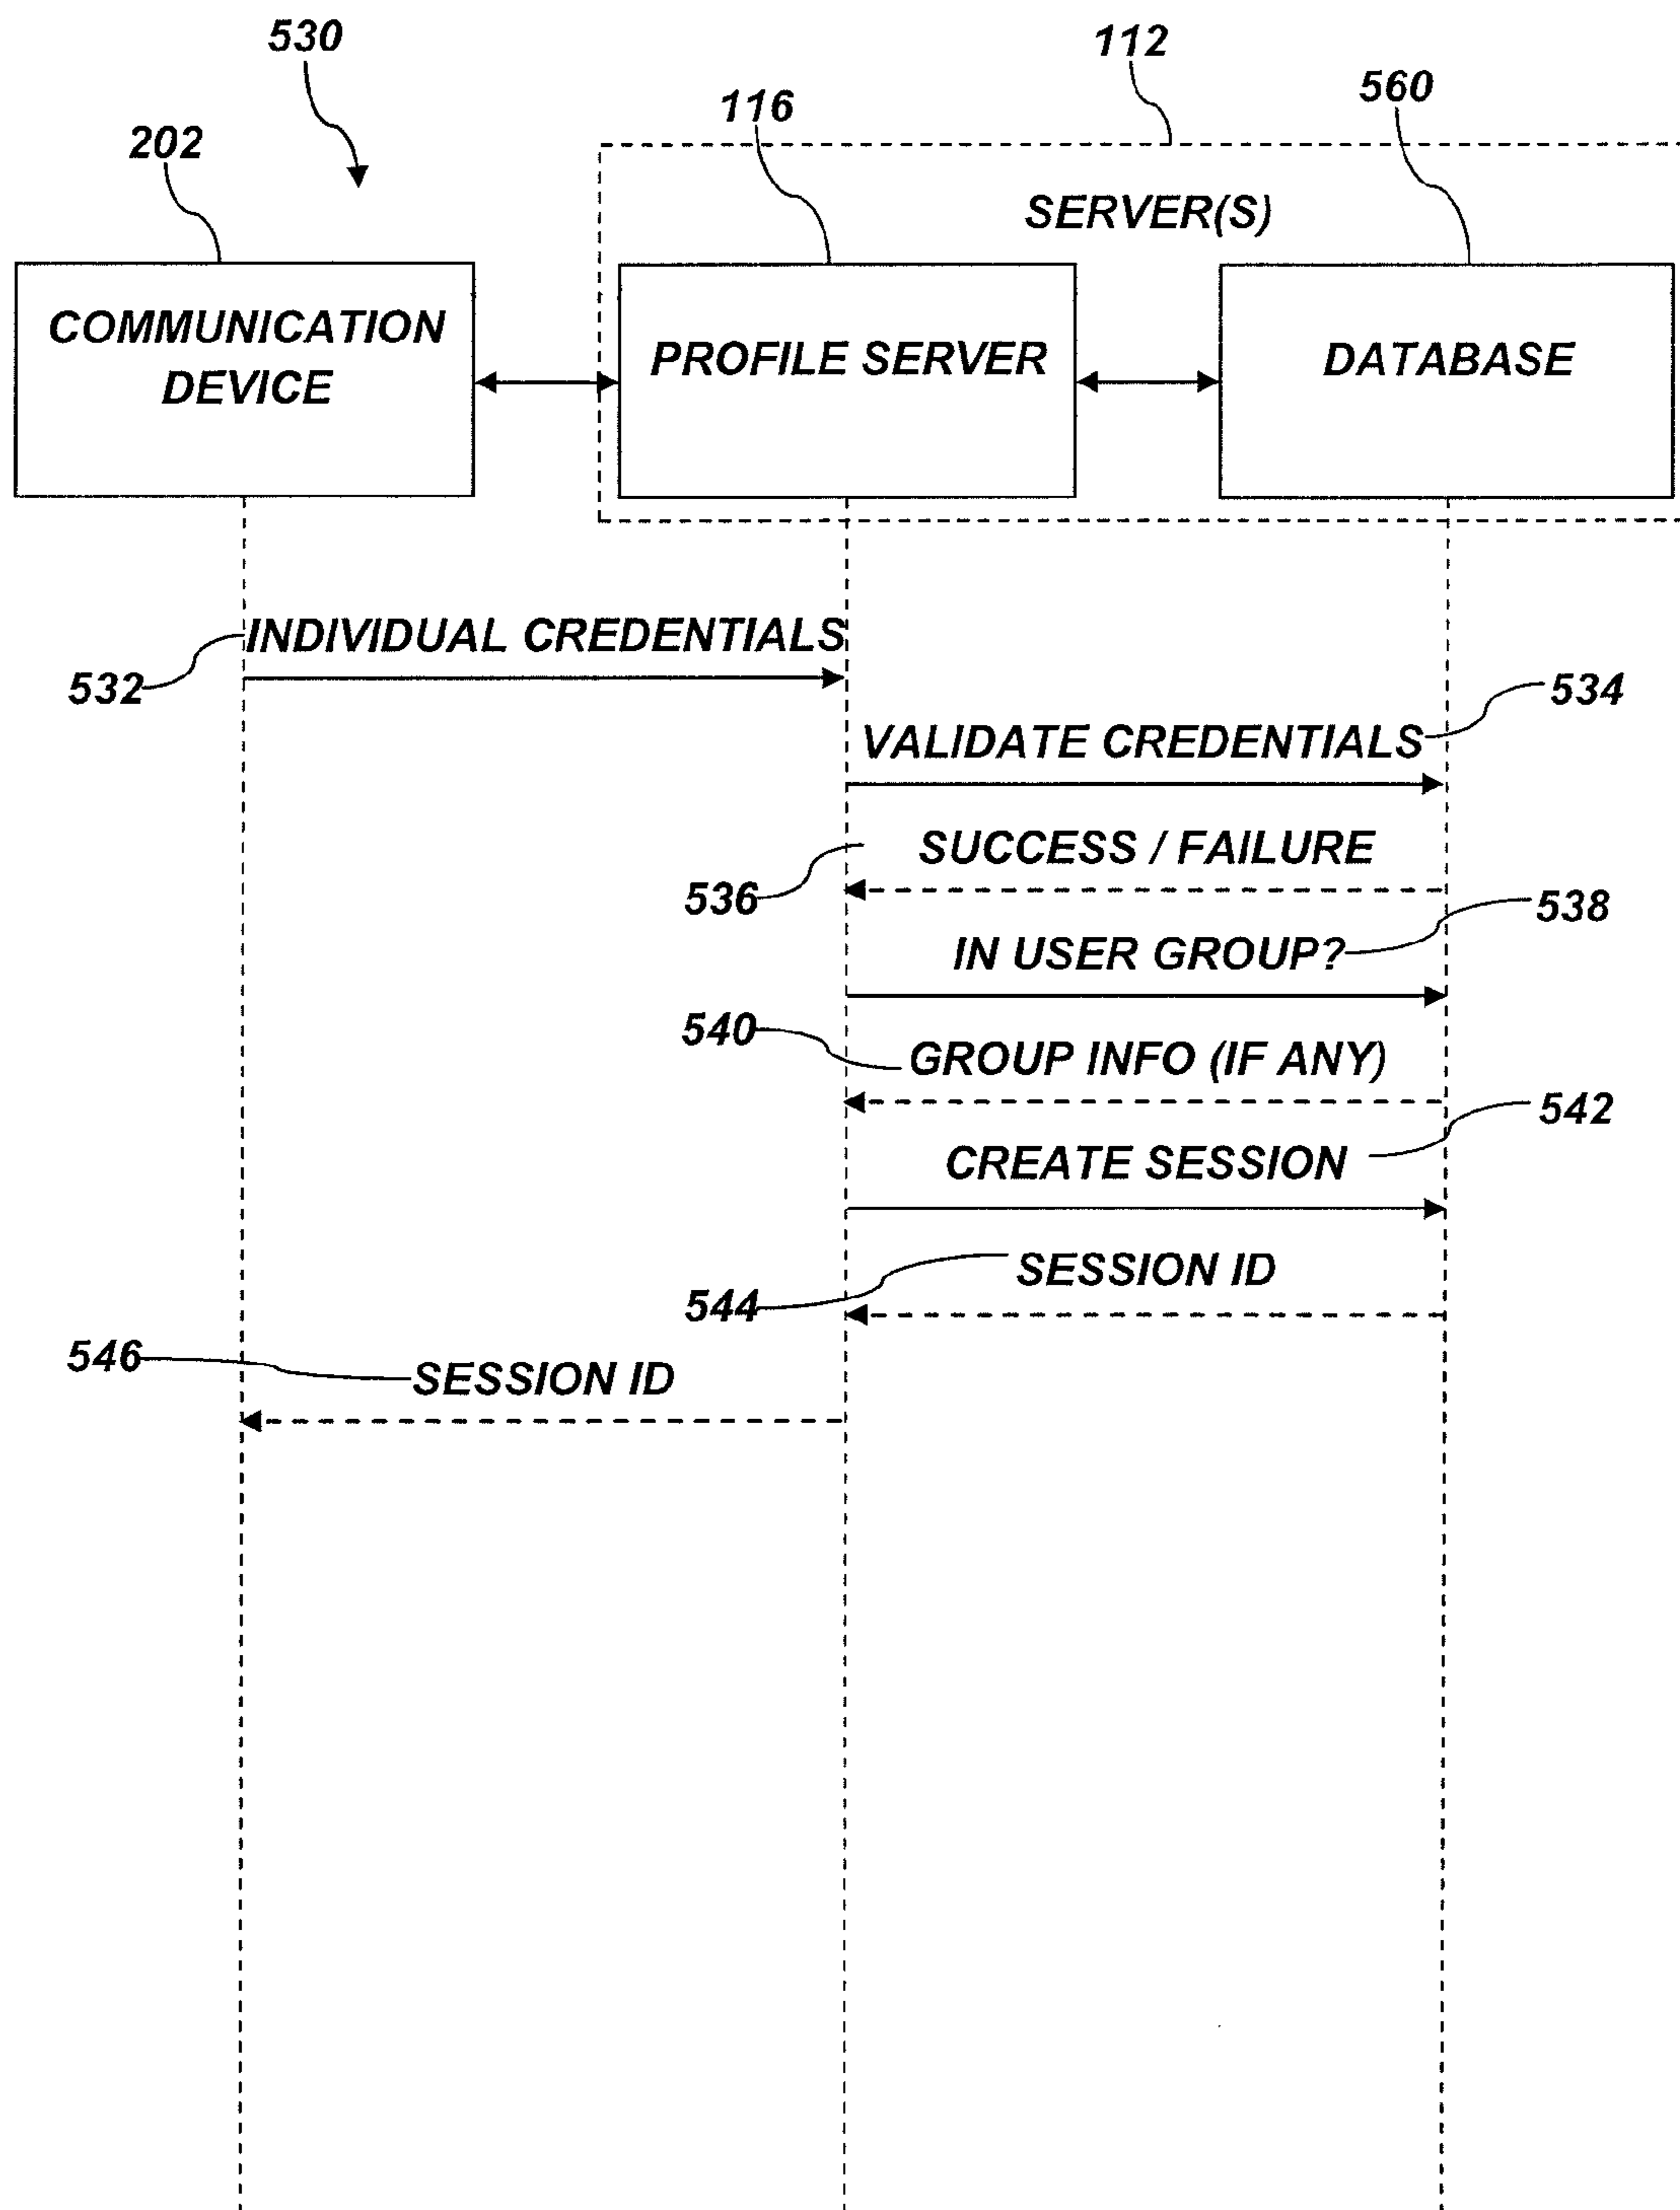 530
112
116
560
202
SERVER(S)
COMMUNICATION
DEVICE
PROFILE SERVER
DATABASE
INDIVIDUAL CREDENTIALS
532
534
VALIDATE CREDENTIALS
SUCCESS / FAILURE
536
538
IN USER GROUP?
540
GROUP INFO (IF ANY)
542
CREATE SESSION
SESSION ID
544
546
SESSION ID